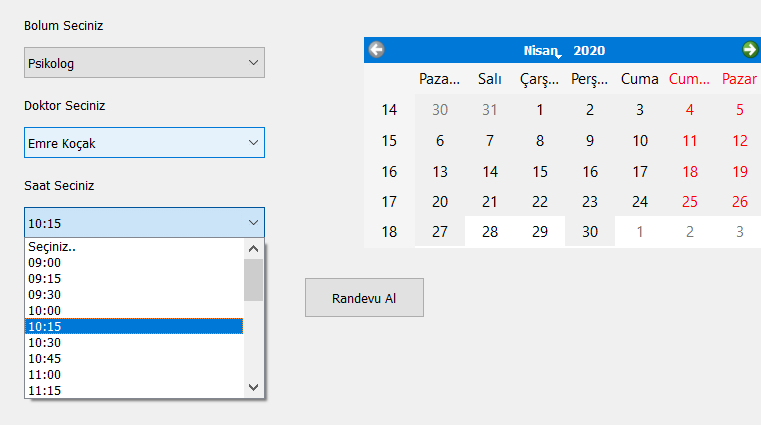 Bolum Seciniz
Psikolog
Doktor Seciniz
Emre Koçak
Saat Seciniz
10:15
Seçiniz..
09:00
09:15
09:30
10:00
10:15
10:30
10:45
11:00
11:15
Nisan 2020
Paza... Salı Çarş... Perş... Cuma Cum... Pazar
14 30 31 1 2 3 4 5
15 6 7 8 9 10 11 12
16 13 14 15 16 17 18 19
17 20 21 22 23 24 25 26
18 27 28 29 30 1 2 3
Randevu Al